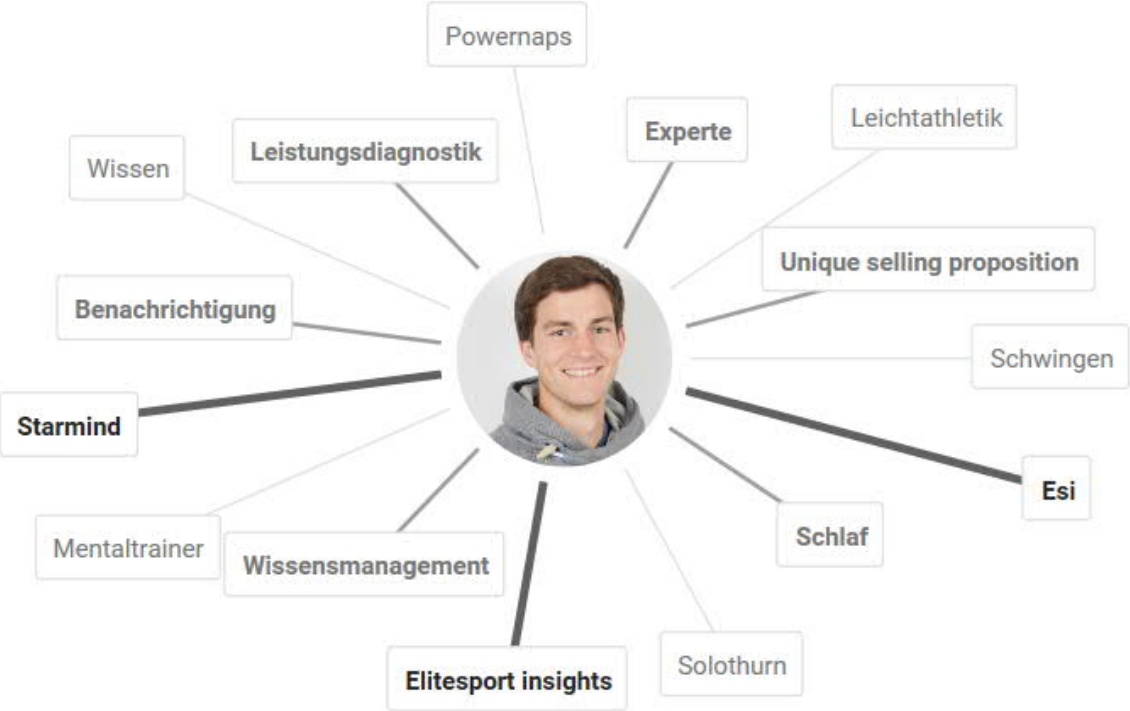 Powernaps
Experte
Leichtathletik
Leistungsdiagnostik
Wissen
Unique selling proposition
Benachrichtigung
Schwingen
Starmind
Esi
Schlaf
Mentaltrainer
Wissensmanagement
Solothurn
Elitesport insights